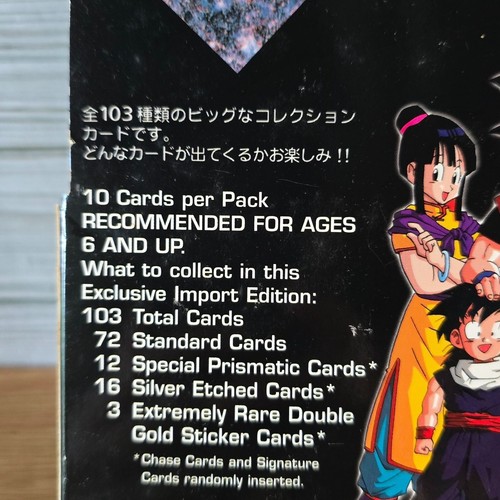 全103種類のビッグなコレクション
カードです。
どんなカードが出てくるかお楽しみ!!
10 Cards per Pack
RECOMMENDED FOR AGES
6 AND UP.
What to collect in this
Exclusive Import Edition:
103 Total Cards
72 Standard Cards
12 Special Prismatic Cards*
16 Silver Etched Cards*
3 Extremely Rare Double
Gold Sticker Cards*
*Chase Cards and Signature
Cards randomly inserted.